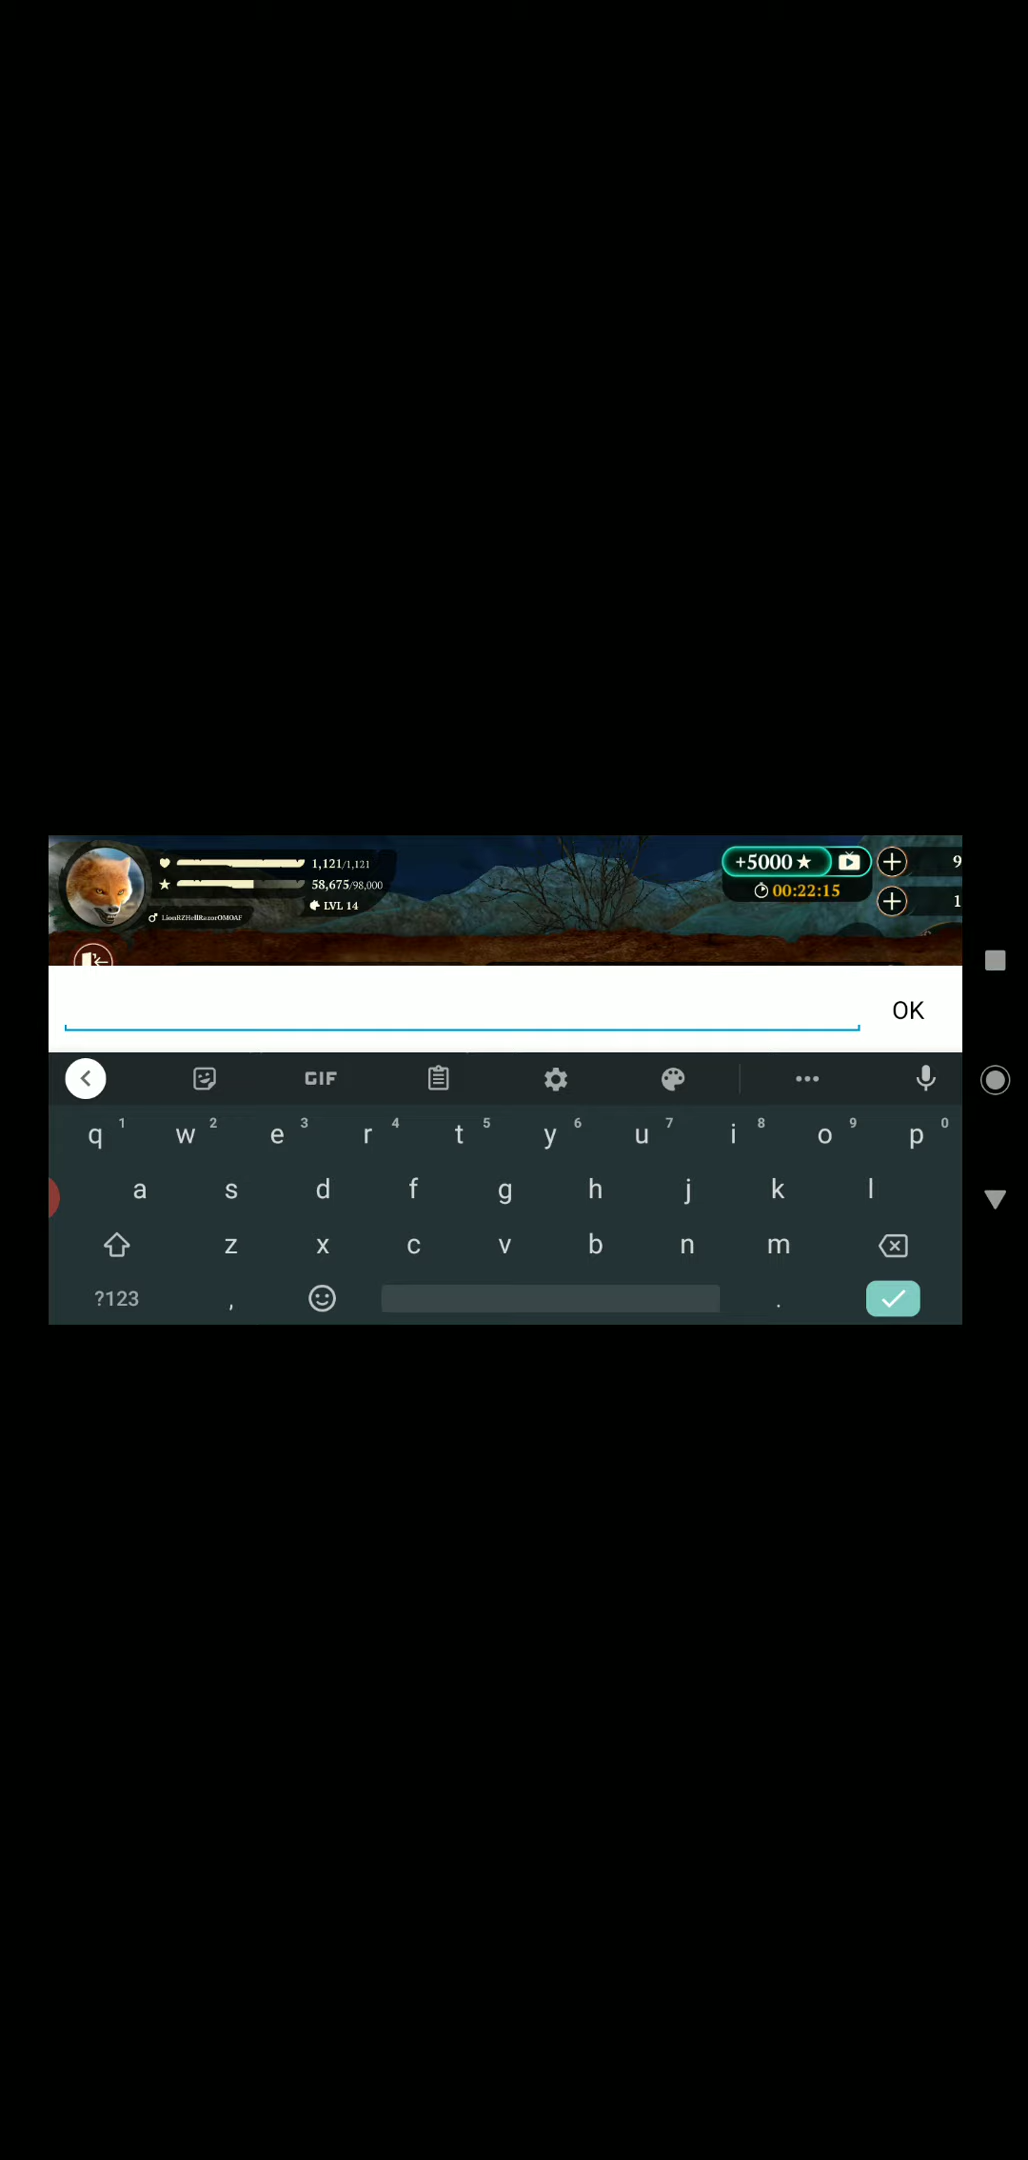 1,121/1,121
58,675/98,000
LVL 14
LionRZHellRazorOMOAF
+5000
00:22:15
9
1
OK
GIF
q 1 w 2 e 3 r 4 t 5 y 6 u 7 i 8 o 9 p 0
a s d f g h j k l
z x c v b n m
?123 , .